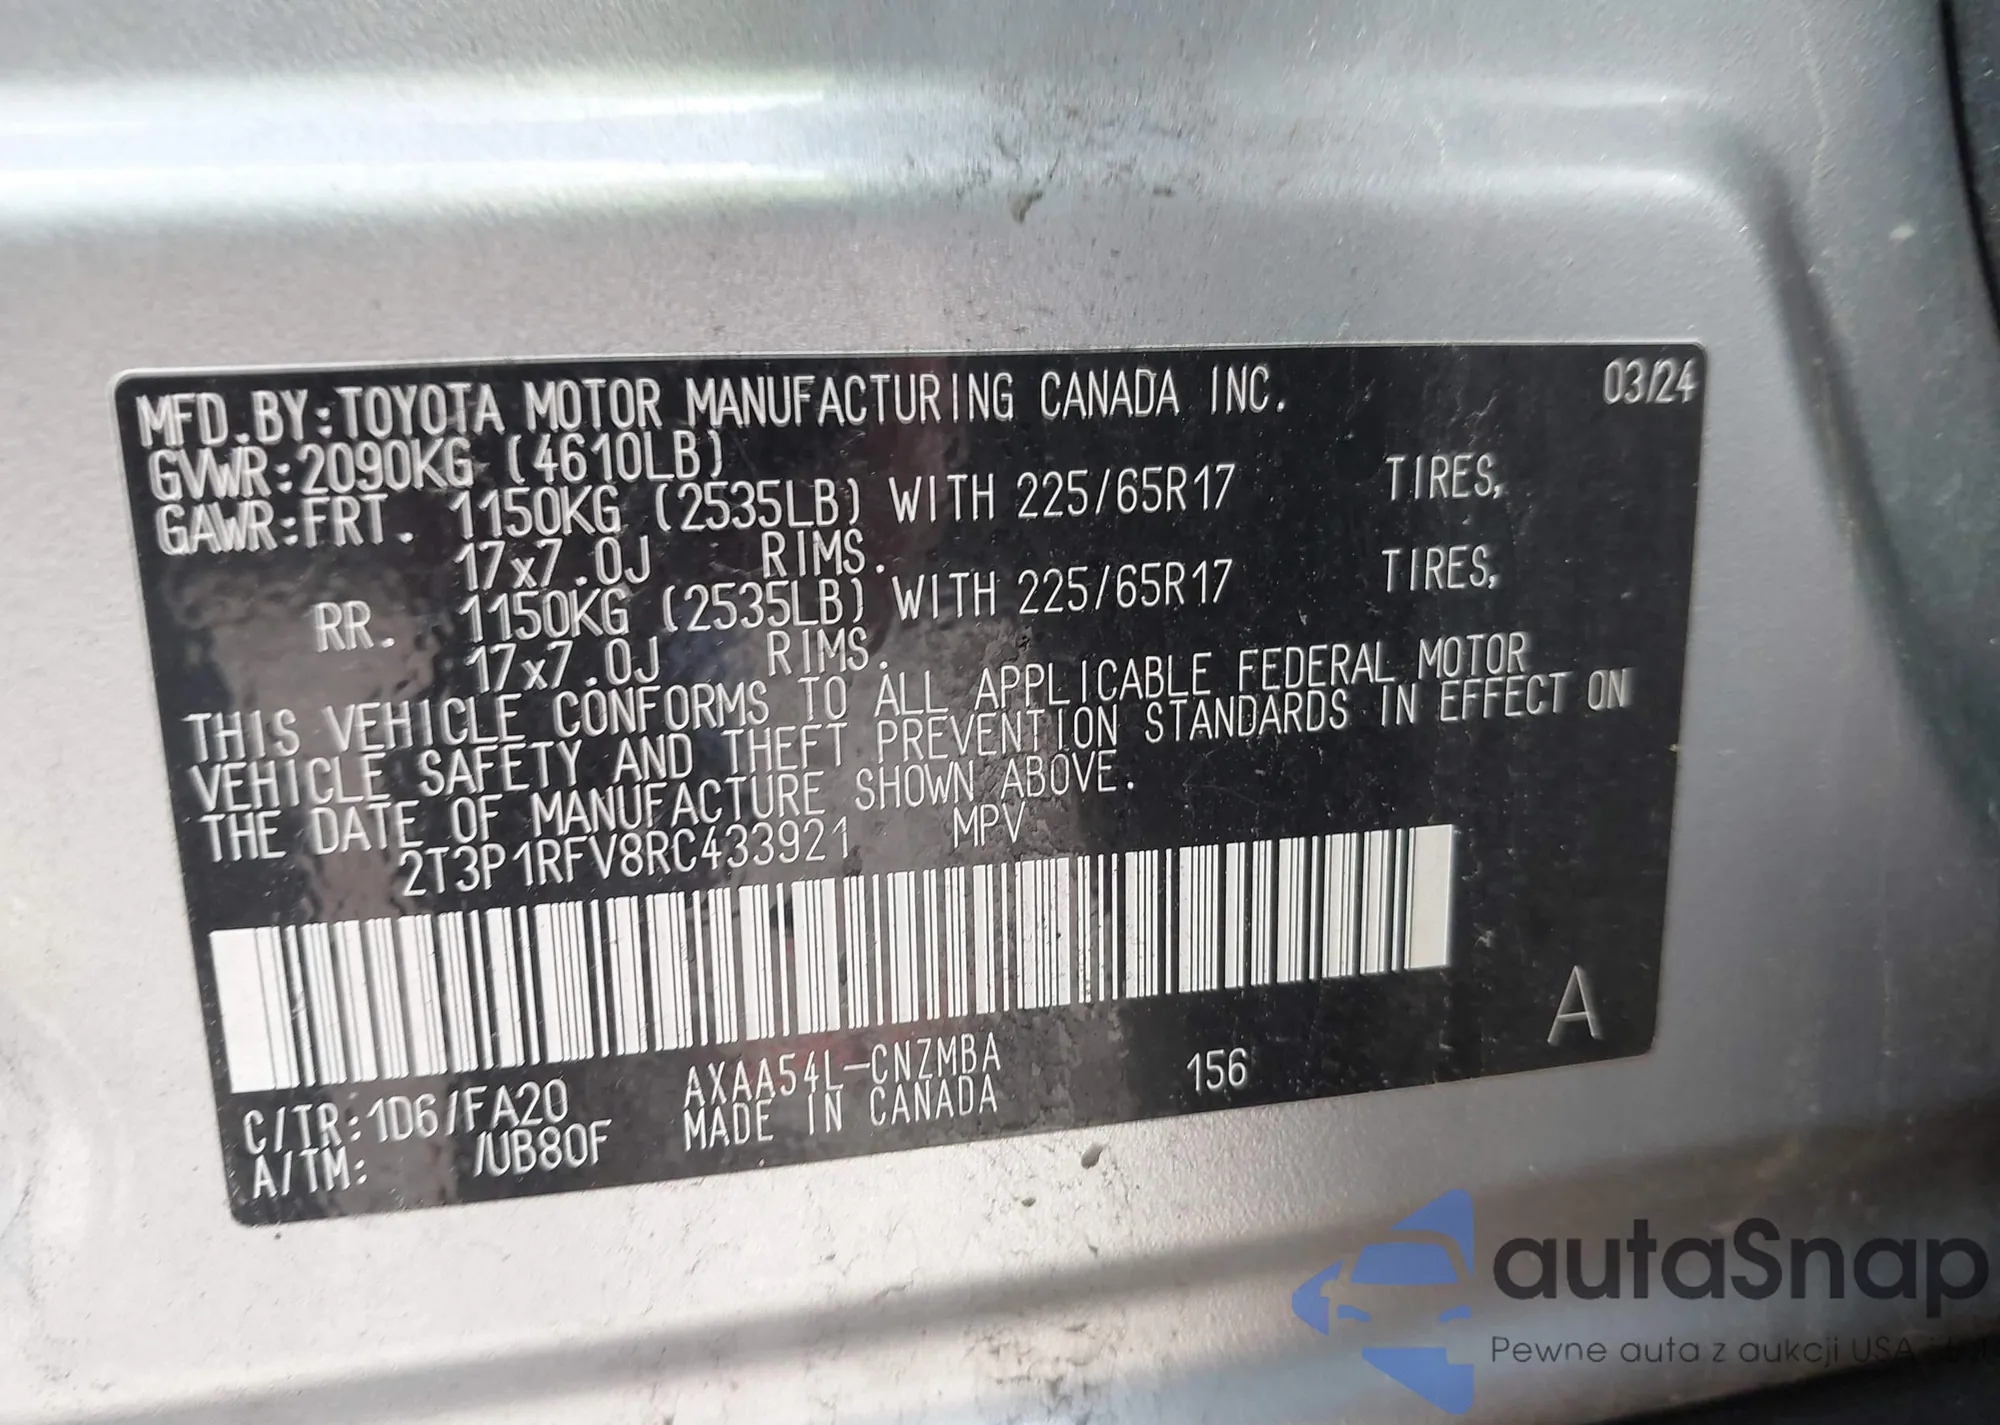 MFD. BY: TOYOTA MOTOR MANUFACTURING CANADA INC. 03/24
GVWR: 2090KG (4610LB)
GAWR: FRT. 1150KG (2535LB) WITH 225/65R17 TIRES,
17x7.0J RIMS.
RR. 1150KG (2535LB) WITH 225/65R17 TIRES,
17x7.0J RIMS.
THIS VEHICLE CONFORMS TO ALL APPLICABLE FEDERAL MOTOR
VEHICLE SAFETY AND THEFT PREVENTION STANDARDS IN EFFECT ON
THE DATE OF MANUFACTURE SHOWN ABOVE.
2T3P1RFV8RC433921 MPV
A
C/TR: 1D6/FA20 AXAA54L-CNZMBA 156
A/TM: /UB80F MADE IN CANADA
autaSnap
Pewne auta z aukcji USA